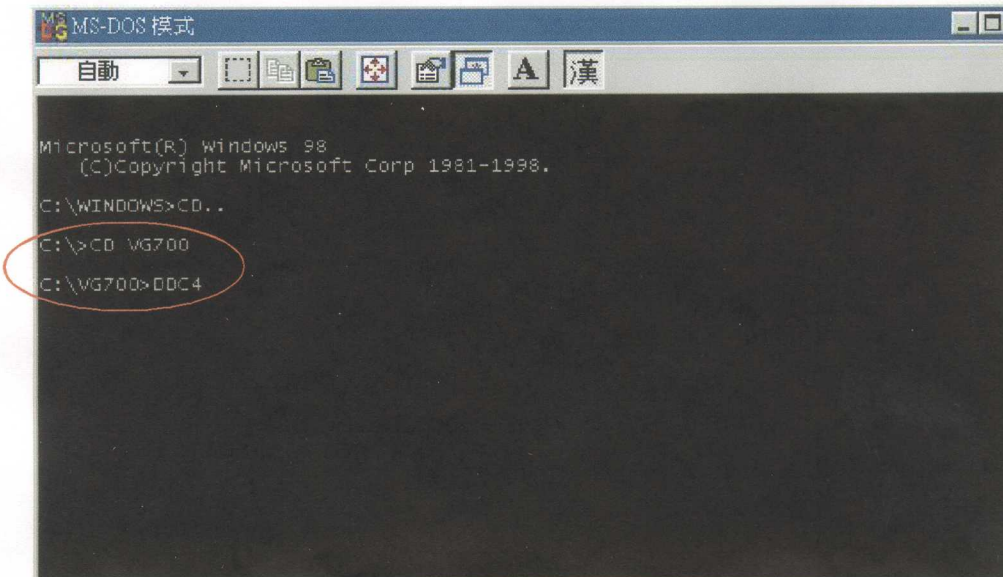 MS-DOS 模式
自動 A 漢
Microsoft(R) Windows 98
(C)Copyright Microsoft Corp 1981-1998.
C:\WINDOWS>CD..
C:\>CD VG700
C:\VG700>DDC4